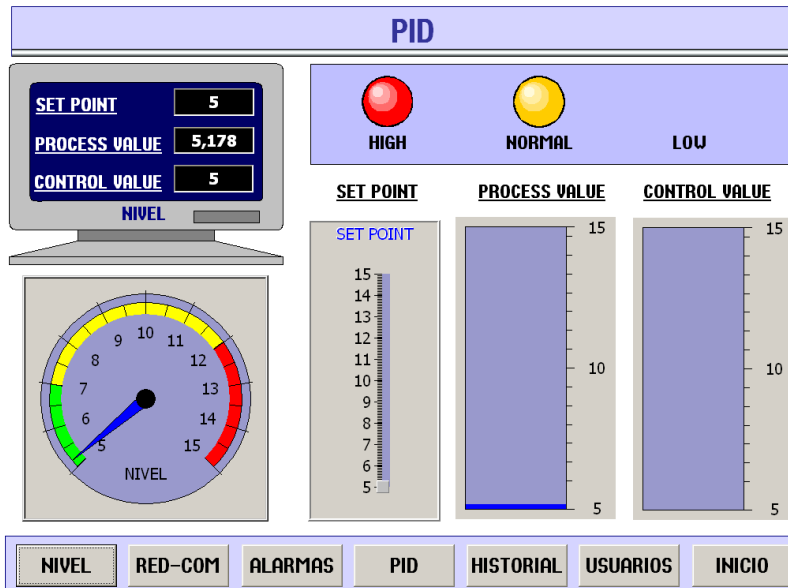 PID
SET POINT 5
PROCESS VALUE 5,178
CONTROL VALUE 5
NIVEL
HIGH NORMAL LOW
SET POINT PROCESS VALUE CONTROL VALUE
SET POINT
15
14
13
12
11
10
9
8
7
6
5
15
10
5
15
10
5
5
6
7
8
9
10
11
12
13
14
15
NIVEL
NIVEL RED-COM ALARMAS PID HISTORIAL USUARIOS INICIO